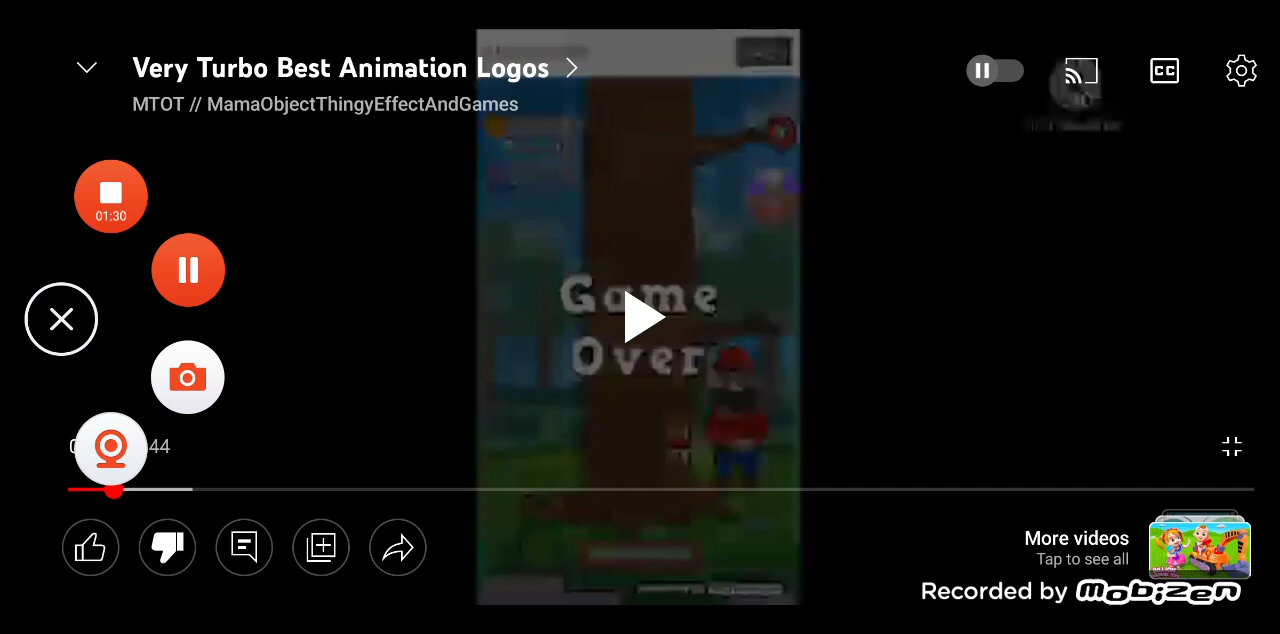 Very Turbo Best Animation Logos
MTOT // MamaObjectThingyEffectAndGames
CC
01:30
Game
Over
44
More videos
Tap to see all
Recorded by mobizen